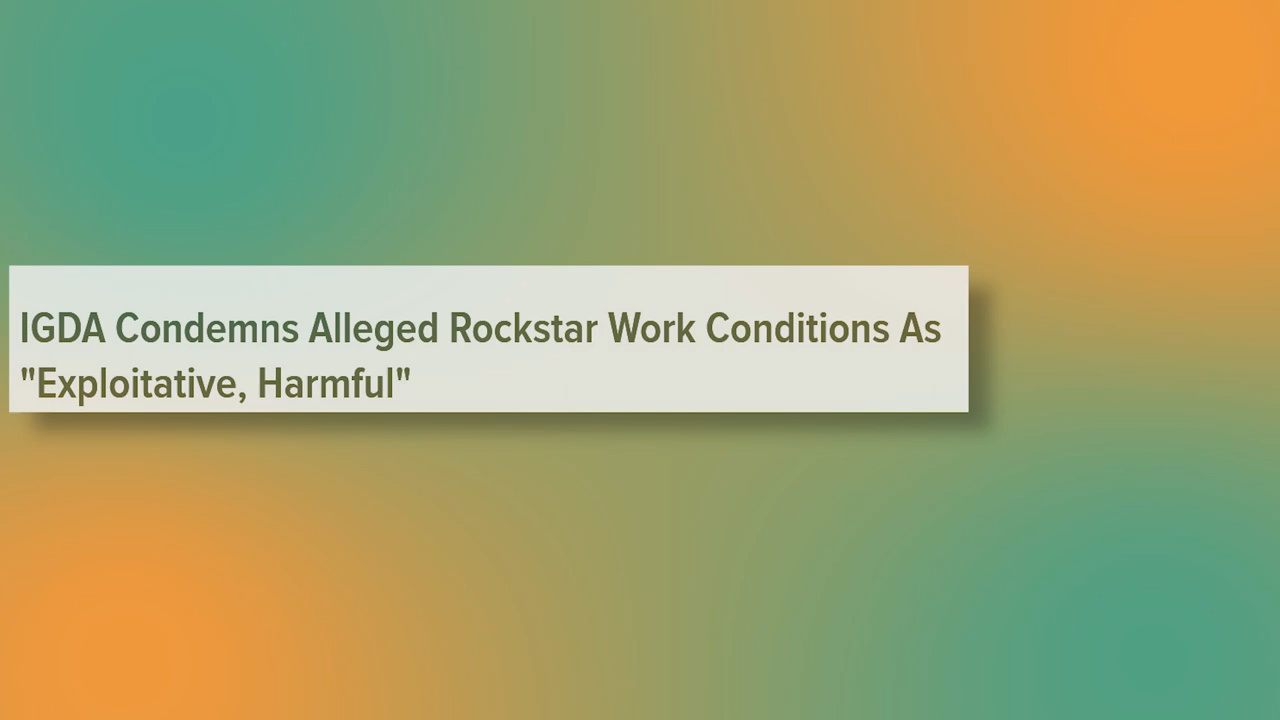 IGDA Condemns Alleged Rockstar Work Conditions As
"Exploitative, Harmful"